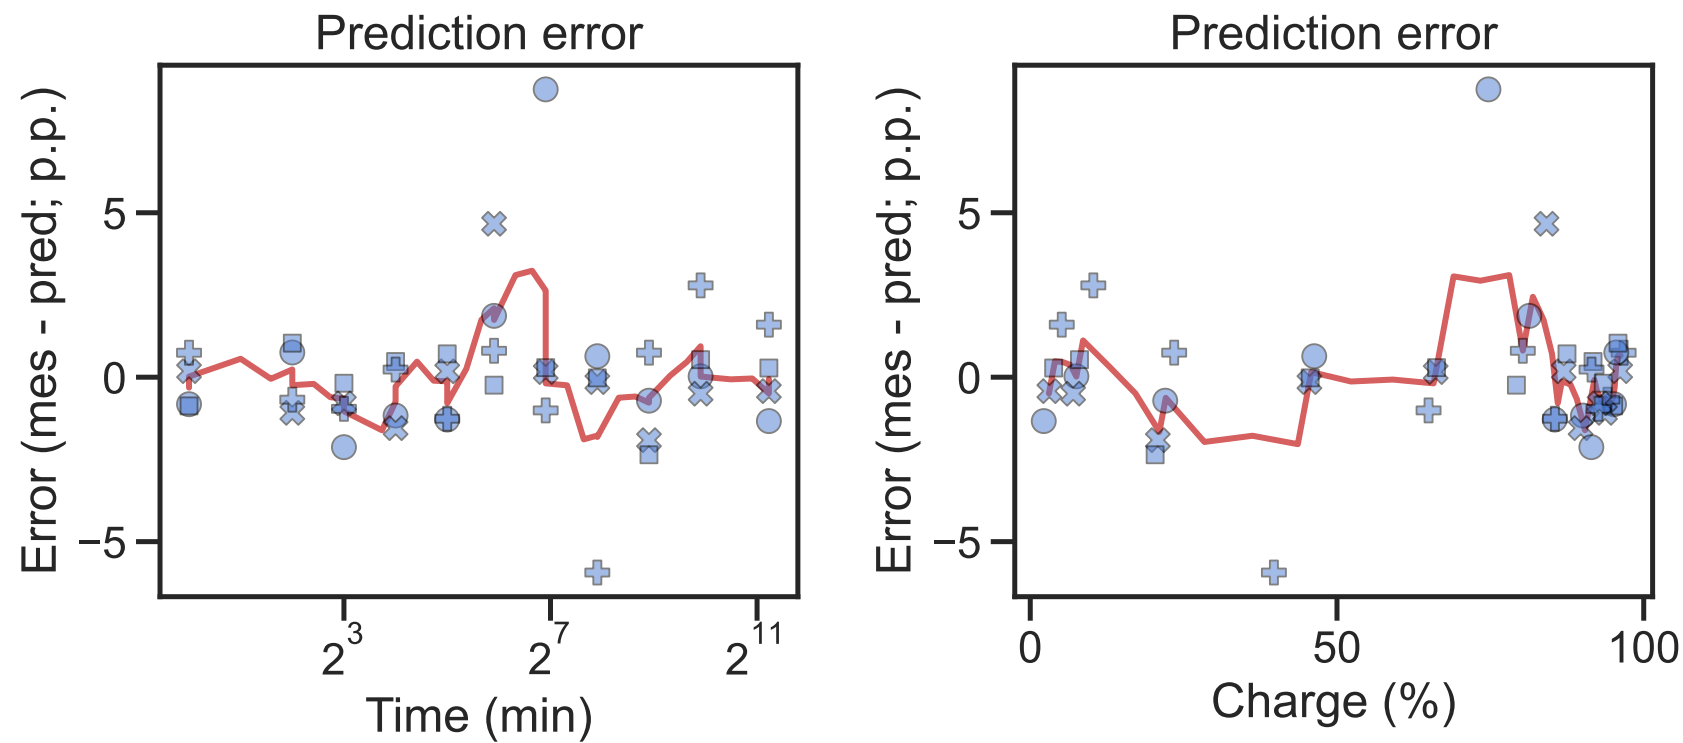 Prediction error
Error (mes - pred; p.p.)
5
0
−5
2^3
2^7
2^11
Time (min)
Prediction error
Error (mes - pred; p.p.)
5
0
−5
0
50
100
Charge (%)